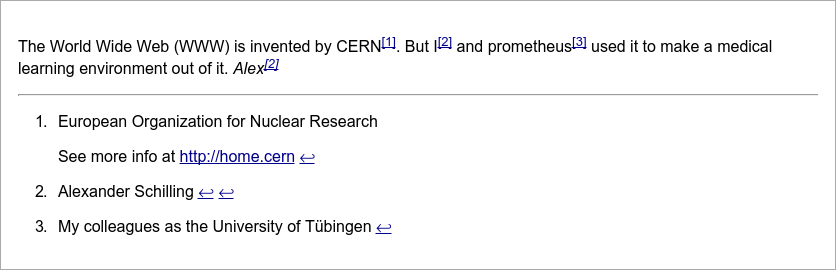 The World Wide Web (WWW) is invented by CERN[1]. But I[2] and prometheus[3] used it to make a medical
learning environment out of it. Alex[2]
1. European Organization for Nuclear Research
See more info at http://home.cern ↩
2. Alexander Schilling ↩ ↩
3. My colleagues as the University of Tübingen ↩